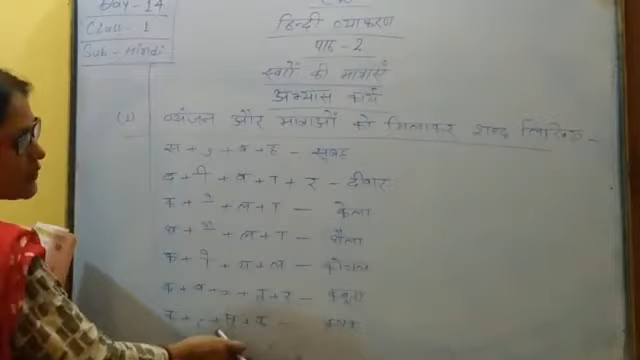 Day - 14
Class - 1
Sub - Hindi
हिन्दी व्याकरण
पाठ - 2
स्वरों की मात्राएँ
अभ्यास कार्य
(1) व्यंजन और मात्राओं को मिलाकर शब्द लिखिए -
स + ु + ब + ह - सुबह
द + ी + व + ा + र - दीवार
क + े + ल + ा - केला
थ + ै + ल + ा - थैला
क + ो + य + ल - कोयल
क + ब + ू + त + र - कबूतर
क + ृ + ष + क -